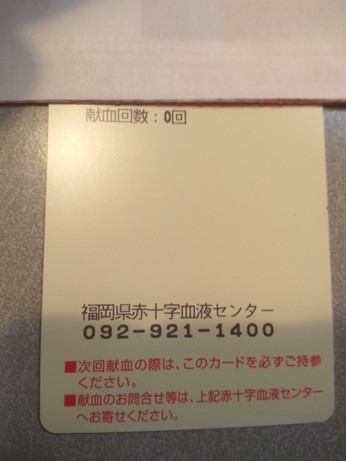 献血回数:0回
福岡県赤十字血液センター
092-921-1400
■次回献血の際は、このカードを必ずご持参
ください。
■献血のお問合せ等は、上記赤十字血液センター
へお寄せください。